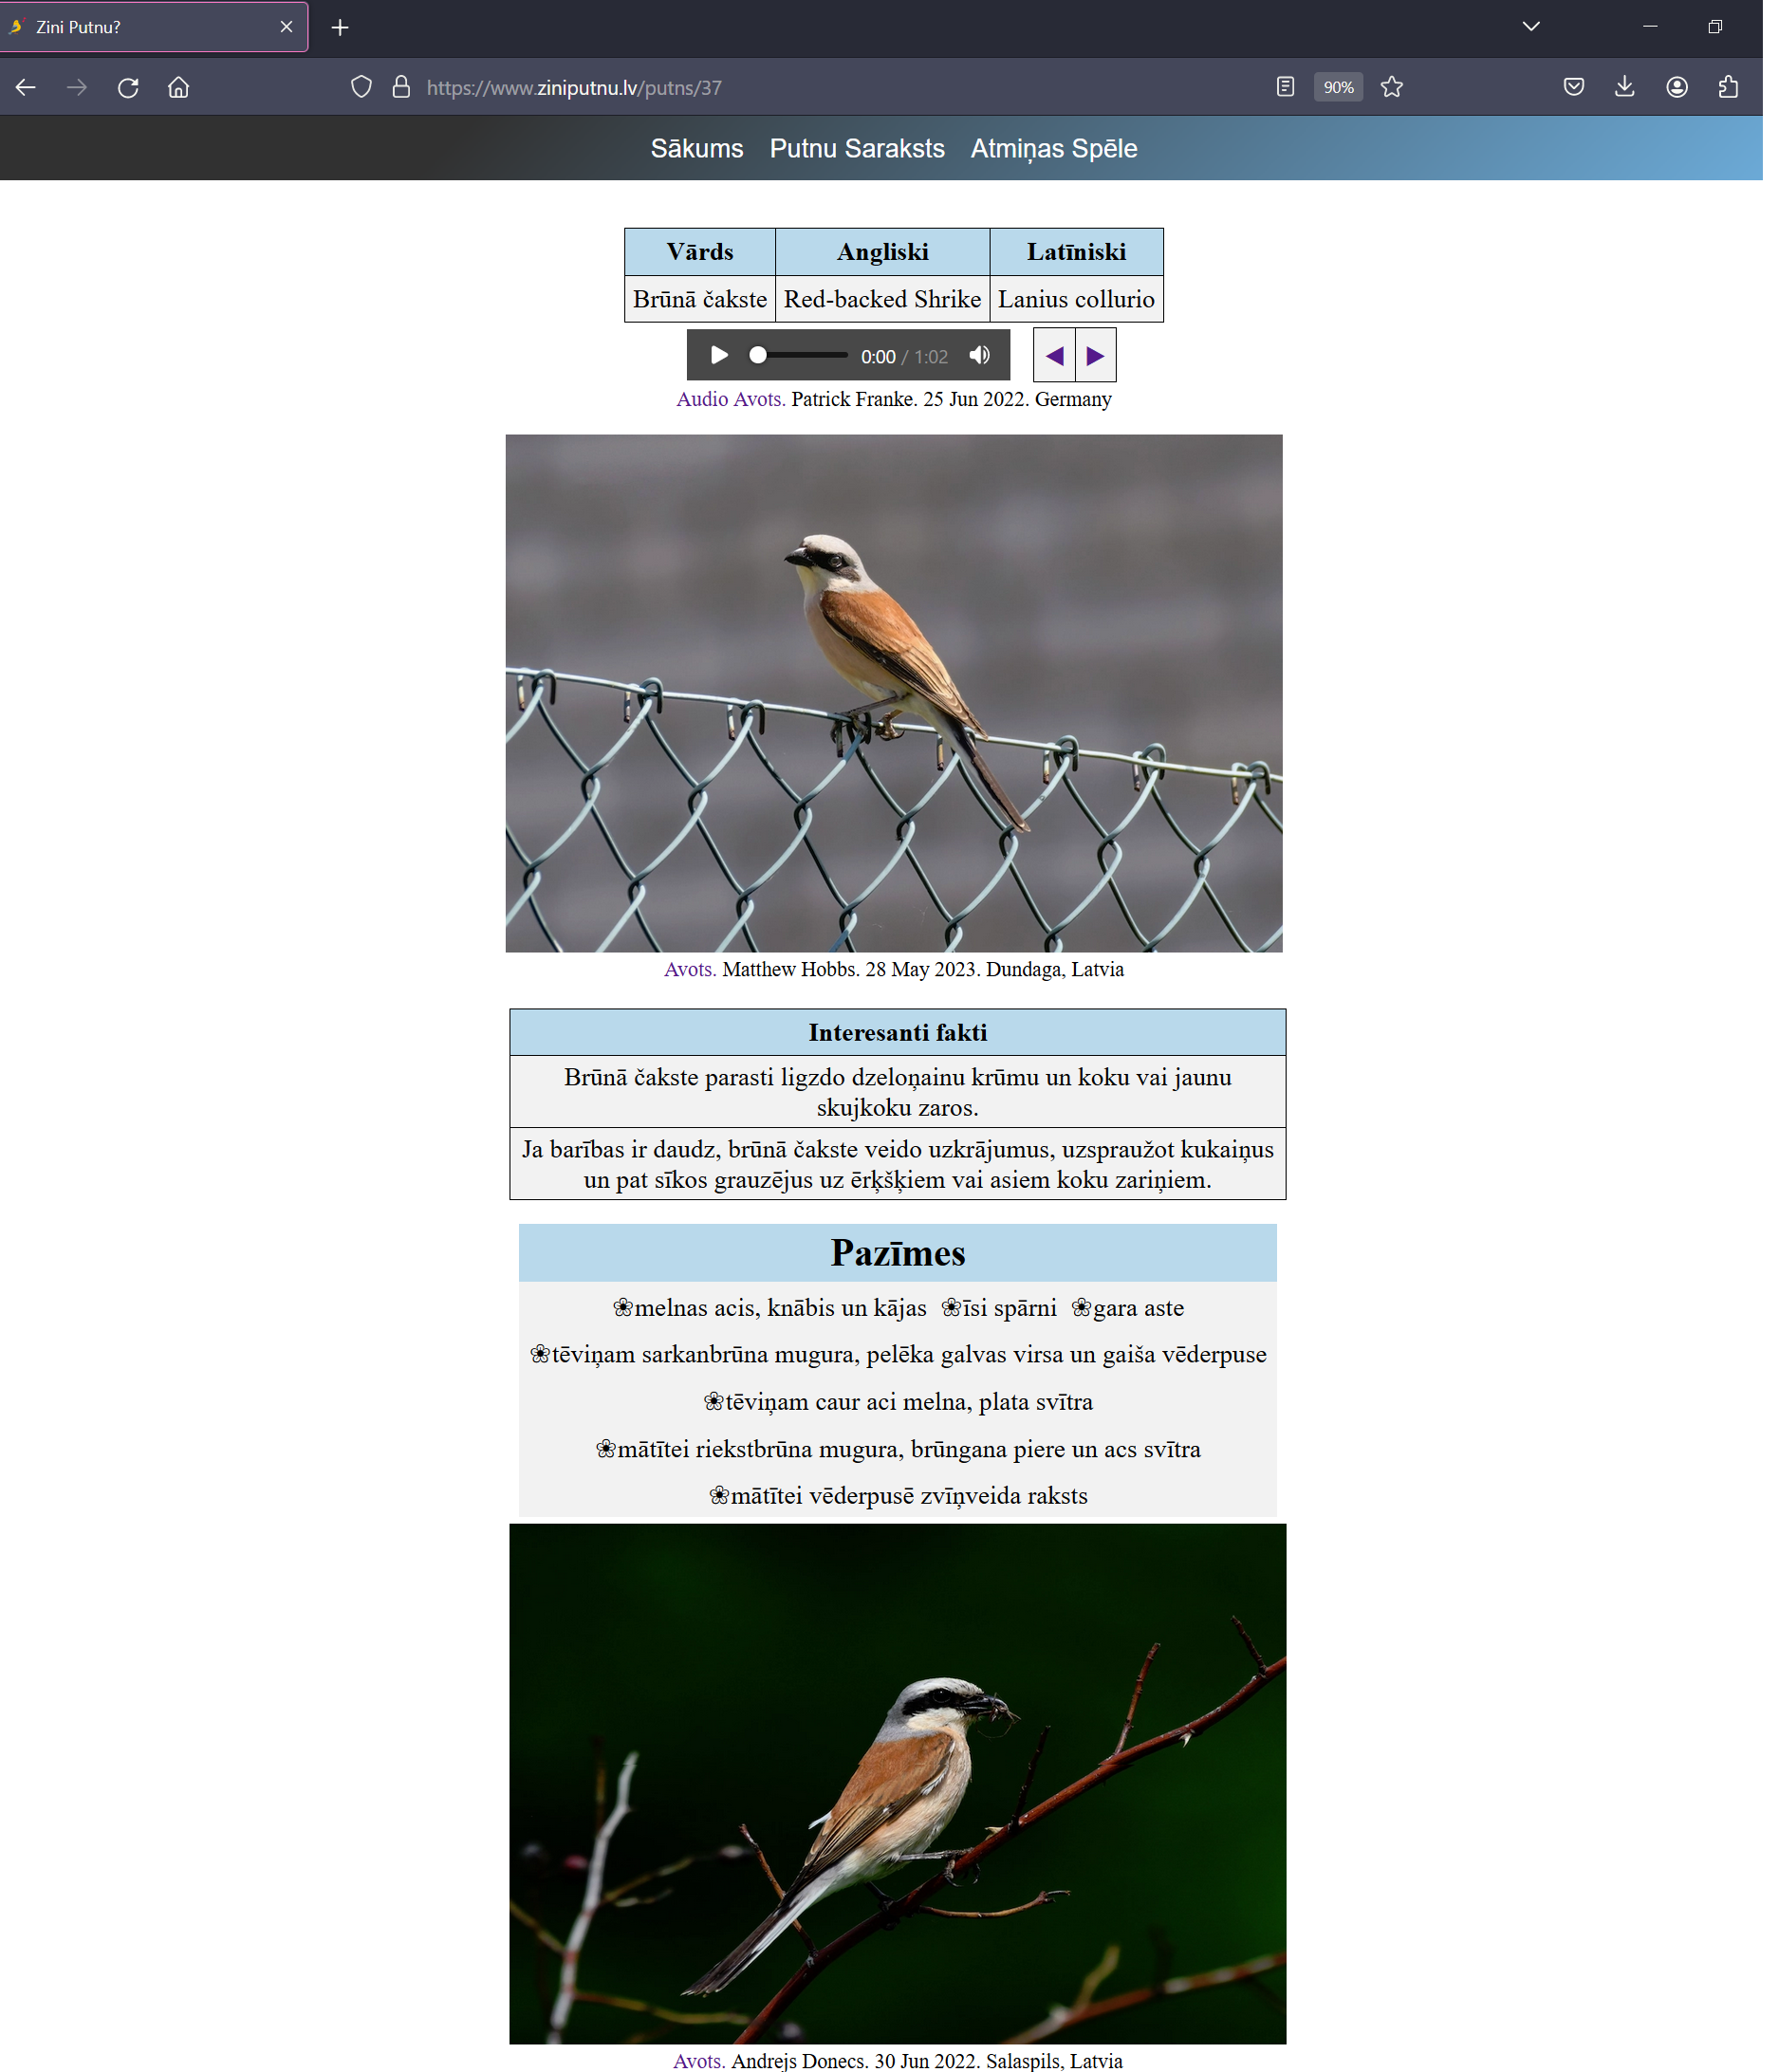 Zini Putnu?
https://www.ziniputnu.lv/putns/37
90%
Sākums Putnu Saraksts Atmiņas Spēle
Vārds Angliski Latīniski
Brūnā čakste Red-backed Shrike Lanius collurio
0:00 / 1:02
Audio Avots. Patrick Franke. 25 Jun 2022. Germany
Avots. Matthew Hobbs. 28 May 2023. Dundaga, Latvia
Interesanti fakti
Brūnā čakste parasti ligzdo dzeloņainu krūmu un koku vai jaunu
skujkoku zaros.
Ja barības ir daudz, brūnā čakste veido uzkrājumus, uzspraužot kukaiņus
un pat sīkos grauzējus uz ērķšķiem vai asiem koku zariņiem.
Pazīmes
❀melnas acis, knābis un kājas ❀īsi spārni ❀gara aste
❀tēviņam sarkanbrūna mugura, pelēka galvas virsa un gaiša vēderpuse
❀tēviņam caur aci melna, plata svītra
❀mātītei riekstbrūna mugura, brūngana piere un acs svītra
❀mātītei vēderpusē zvīņveida raksts
Avots. Andrejs Donecs. 30 Jun 2022. Salaspils, Latvia